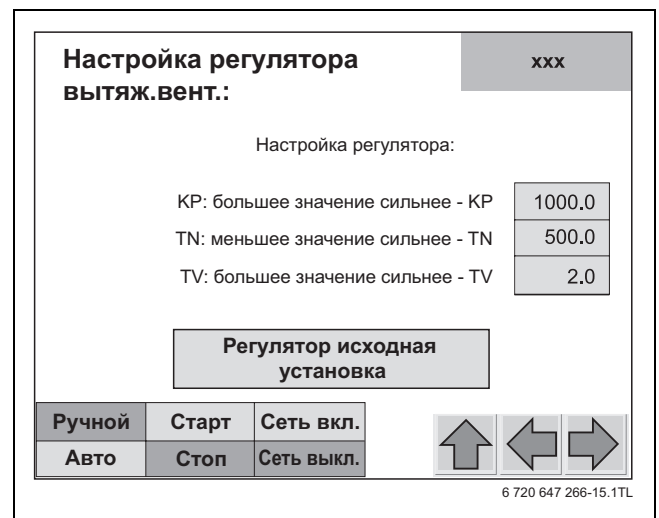 Настройка регулятора
вытяж.вент.:
xxx
Настройка регулятора:
KP: большее значение сильнее - KP 1000.0
TN: меньшее значение сильнее - TN 500.0
TV: большее значение сильнее - TV 2.0
Регулятор исходная
установка
Ручной Старт Сеть вкл.
Авто Стоп Сеть выкл.
6 720 647 266-15.1TL